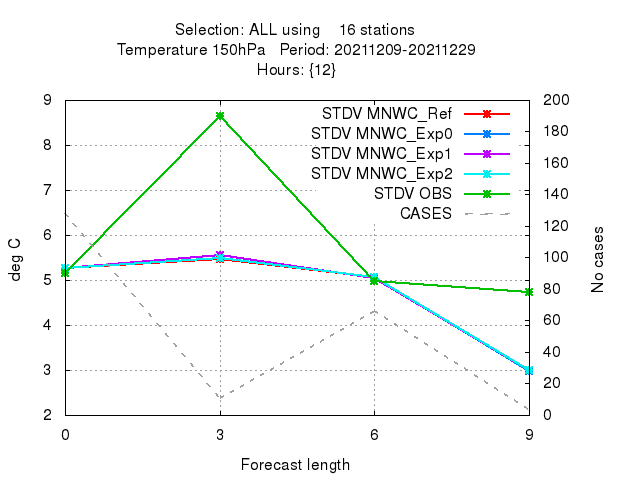 Selection: ALL using 16 stations
Temperature 150hPa Period: 20211209-20211229
Hours: {12}
9 200
STDV MNWC_Ref
180
8 STDV MNWC_Exp0
160
STDV MNWC_Exp1
7 STDV MNWC_Exp2
140
STDV OBS
CASES
120
6
100
5
80
4 60
40
3
20
2 0
0 3 6 9
deg C
No cases
Forecast length